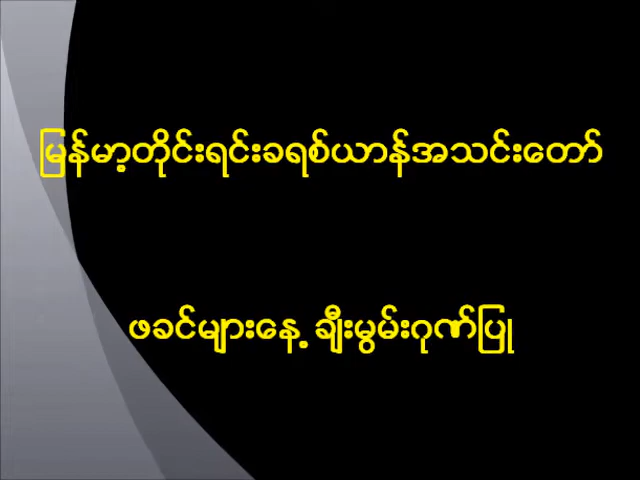 မြန်မာ့တိုင်းရင်းခရစ်ယာန်အသင်းတော်
ဖခင်များနေ့ ချီးမွမ်းဂုဏ်ပြု